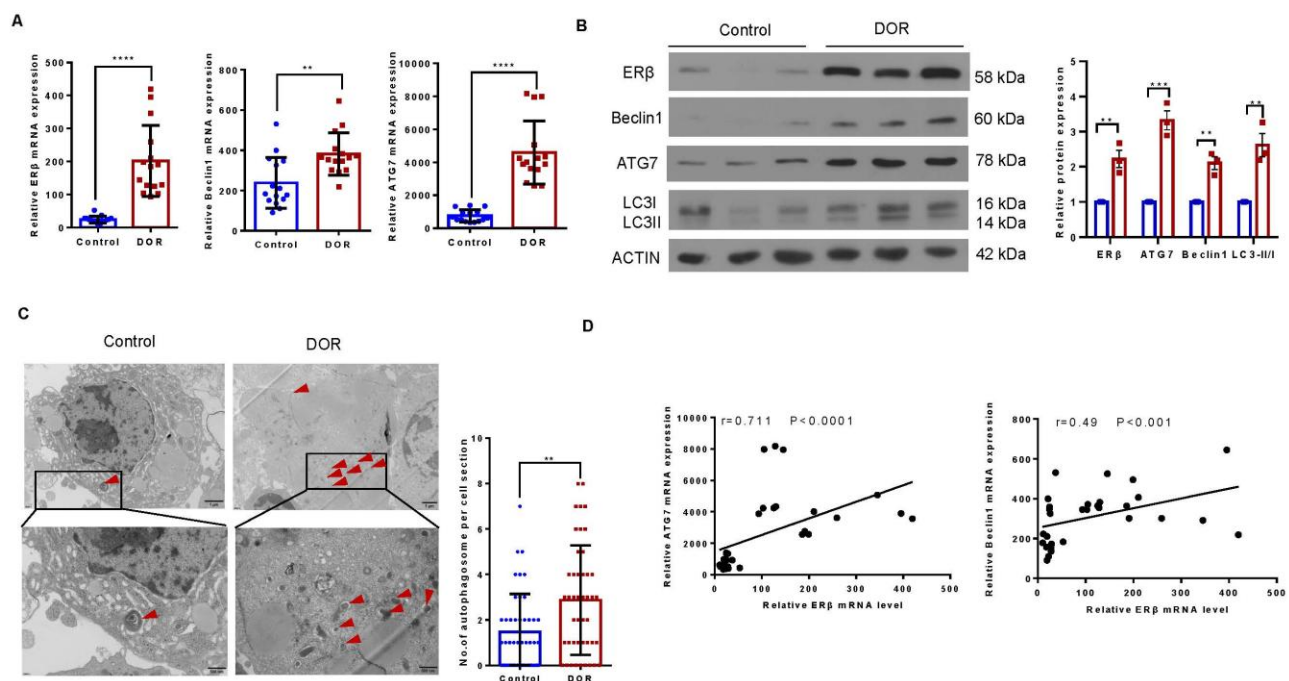 A
Relative ERβ mRNA expression
500
400
300
200
100
0
****
Control
DOR
Relative Beclin1 mRNA expression
800
600
400
200
0
**
Control
DOR
Relative ATG7 mRNA expression
10000
8000
6000
4000
2000
0
****
Control
DOR
B
Control
DOR
ERβ
58 kDa
Beclin1
60 kDa
ATG7
78 kDa
LC3I
16 kDa
LC3II
14 kDa
ACTIN
42 kDa
Relative protein expression
5
4
3
2
1
0
**
***
**
**
ERβ
ATG7
Beclin1
LC3-II/I
C
Control
DOR
No.of autophagosome per cell section
10
8
6
4
2
0
**
Control
DOR
D
r=0.711 P<0.0001
Relative ATG7 mRNA expression
10000
8000
6000
4000
2000
0
0 100 200 300 400 500
Relative ERβ mRNA level
r=0.49 P<0.001
Relative Beclin1 mRNA expression
800
600
400
200
0
0 100 200 300 400 500
Relative ERβ mRNA level